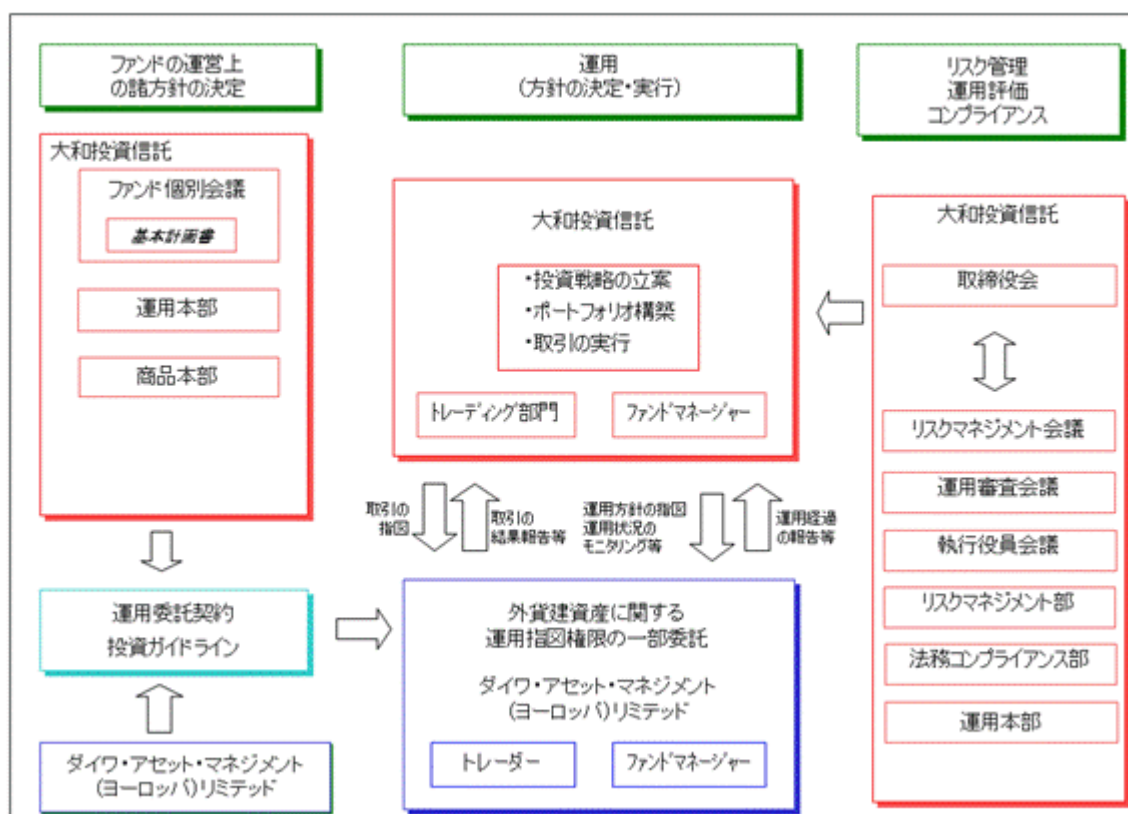 ファンドの運営上
の諸方針の決定
運用
(方針の決定・実行)
リスク管理
運用評価
コンプライアンス
大和投資信託
ファンド個別会議
基本計画書
運用本部
商品本部
大和投資信託
・投資戦略の立案
・ポートフォリオ構築
・取引の実行
トレーディング部門
ファンドマネージャー
大和投資信託
取締役会
リスクマネジメント会議
運用審査会議
執行役員会議
リスクマネジメント部
法務コンプライアンス部
運用本部
取引の
指図
取引の
結果報告等
運用方針の指図
運用状況の
モニタリング等
運用経過
の報告等
運用委託契約
投資ガイドライン
外貨建資産に関する
運用指図権限の一部委託
ダイワ・アセット・マネジメント
(ヨーロッパ)リミテッド
トレーダー
ファンドマネージャー
ダイワ・アセット・マネジメント
(ヨーロッパ)リミテッド